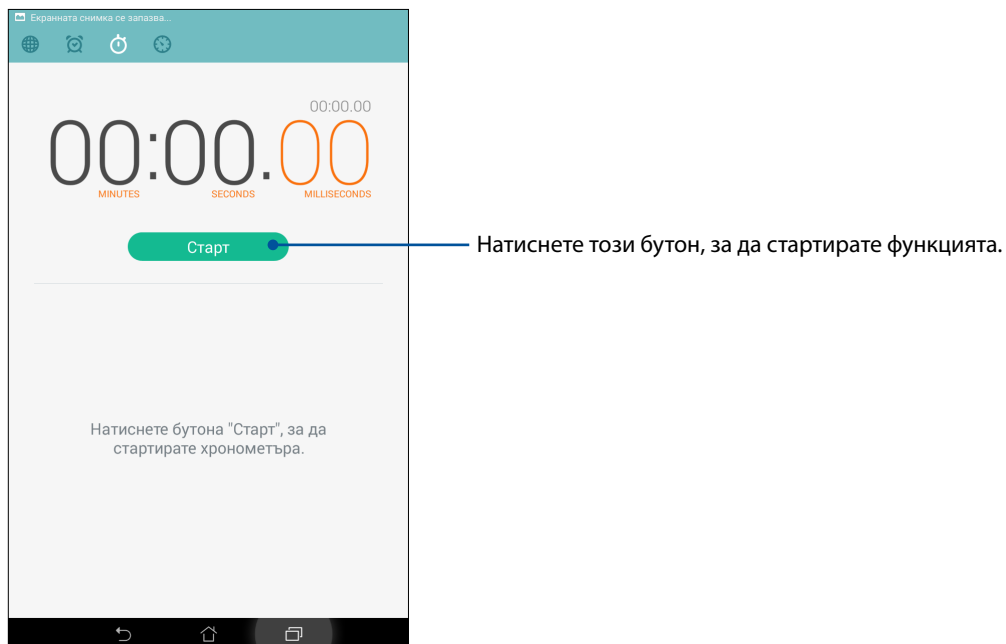 Екранната снимка се запазва...
00:00.00
00:00.00
MINUTES SECONDS MILLISECONDS
Старт
Натиснете този бутон, за да стартирате функцията.
Натиснете бутона "Старт", за да
стартирате хронометъра.